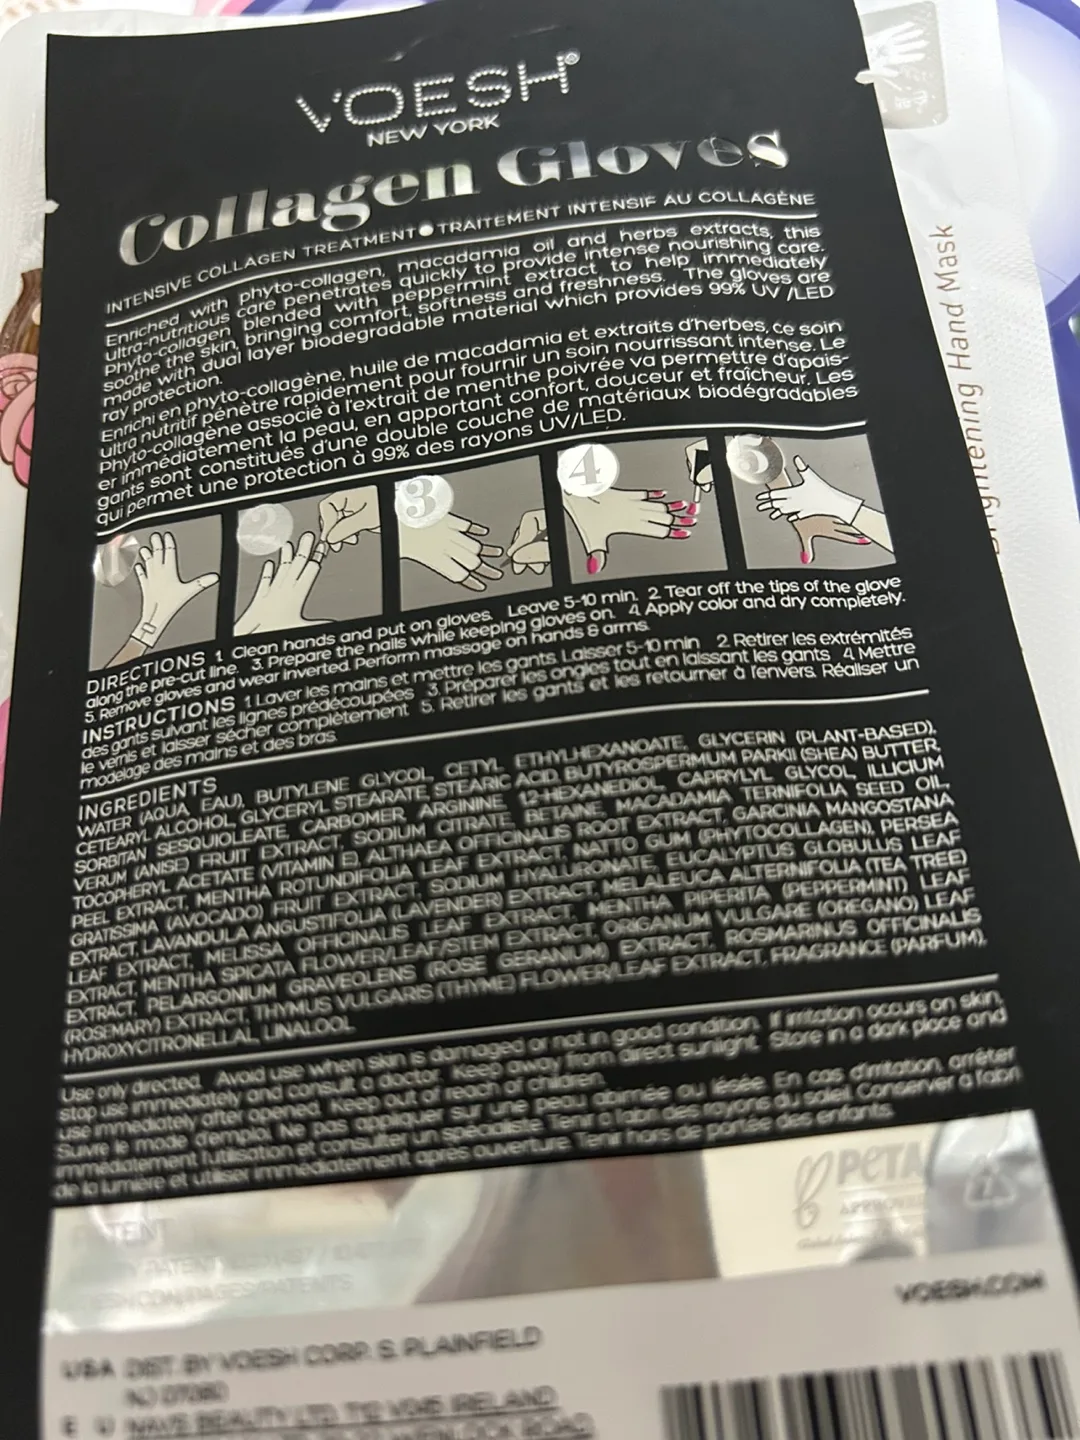 VOESH®
NEW YORK
Collagen Gloves
INTENSIVE COLLAGEN TREATMENT●TRAITEMENT INTENSIF AU COLLAGÈNE
Enriched with phyto-collagen, macadamia oil and herbs extracts, this
ultra-nutritious care penetrates quickly to provide intense nourishing care.
Phyto-collagen blended with peppermint extract to help immediately
soothe the skin, bringing comfort, softness and freshness. The gloves are
made with dual layer biodegradable material which provides 99% UV /LED
ray protection.
Enrichi en phyto-collagène, huile de macadamia et extraits d'herbes, ce soin
ultra nutritif pénètre rapidement pour fournir un soin nourrissant intense. Le
Phyto-collagène associé à l'extrait de menthe poivrée va permettre d'apais-
er immédiatement la peau, en apportant confort, douceur et fraîcheur. Les
gants sont constitués d'une double couche de matériaux biodégradables
qui permet une protection à 99% des rayons UV/LED.
1 2 3 4 5
DIRECTIONS 1. Clean hands and put on gloves. Leave 5-10 min. 2. Tear off the tips of the glove
along the pre-cut line. 3. Prepare the nails while keeping gloves on. 4. Apply color and dry completely.
5. Remove gloves and wear inverted. Perform massage on hands & arms.
INSTRUCTIONS 1 Laver les mains et mettre les gants. Laisser 5-10 min 2. Retirer les extrémités
des gants suivant les lignes prédécoupées 3. Préparer les ongles tout en laissant les gants 4. Mettre
le vernis et laisser sécher complètement 5. Retirer les gants et les retourner à l'envers. Réaliser un
modelage des mains et des bras.
INGREDIENTS
WATER (AQUA, EAU), BUTYLENE GLYCOL, CETYL ETHYLHEXANOATE, GLYCERIN (PLANT-BASED),
CETEARYL ALCOHOL, GLYCERYL STEARATE, STEARIC ACID, BUTYROSPERMUM PARKII (SHEA) BUTTER,
SORBITAN SESQUIOLEATE, CARBOMER, ARGININE, 1,2-HEXANEDIOL, CAPRYLYL GLYCOL, ILLICIUM
VERUM (ANISE) FRUIT EXTRACT, SODIUM CITRATE, BETAINE, MACADAMIA TERNIFOLIA SEED OIL,
TOCOPHERYL ACETATE (VITAMIN E), ALTHAEA OFFICINALIS ROOT EXTRACT, GARCINIA MANGOSTANA
PEEL EXTRACT, MENTHA ROTUNDIFOLIA LEAF EXTRACT, NATTO GUM (PHYTOCOLLAGEN), PERSEA
GRATISSIMA (AVOCADO) FRUIT EXTRACT, SODIUM HYALURONATE, EUCALYPTUS GLOBULUS LEAF
EXTRACT, LAVANDULA ANGUSTIFOLIA (LAVENDER) EXTRACT, MELALEUCA ALTERNIFOLIA (TEA TREE)
LEAF EXTRACT, MELISSA OFFICINALIS LEAF EXTRACT, MENTHA PIPERITA (PEPPERMINT) LEAF
EXTRACT, MENTHA SPICATA FLOWER/LEAF/STEM EXTRACT, ORIGANUM VULGARE (OREGANO) LEAF
EXTRACT, PELARGONIUM GRAVEOLENS (ROSE GERANIUM) EXTRACT, ROSMARINUS OFFICINALIS
(ROSEMARY) EXTRACT, THYMUS VULGARIS (THYME) FLOWER/LEAF EXTRACT, FRAGRANCE (PARFUM),
HYDROXYCITRONELLAL, LINALOOL
Use only directed. Avoid use when skin is damaged or not in good condition. If irritation occurs on skin,
stop use immediately and consult a doctor. Keep away from direct sunlight. Store in a dark place and
use immediately after opened. Keep out of reach of children.
Suivre le mode d'emploi. Ne pas appliquer sur une peau abîmée ou lésée. En cas d'irritation, arrêter
immédiatement l'utilisation et consulter un spécialiste. Tenir à l'abri des rayons du soleil. Conserver à l'abri
de la lumière et utiliser immédiatement après ouverture. Tenir hors de portée des enfants.
PATENT
PETA
VOESH.COM
USA DIST. BY VOESH CORP. S. PLAINFIELD
NJ 07080
EU NAVS BEAUTY LTD. IRELAND
Hand Mask